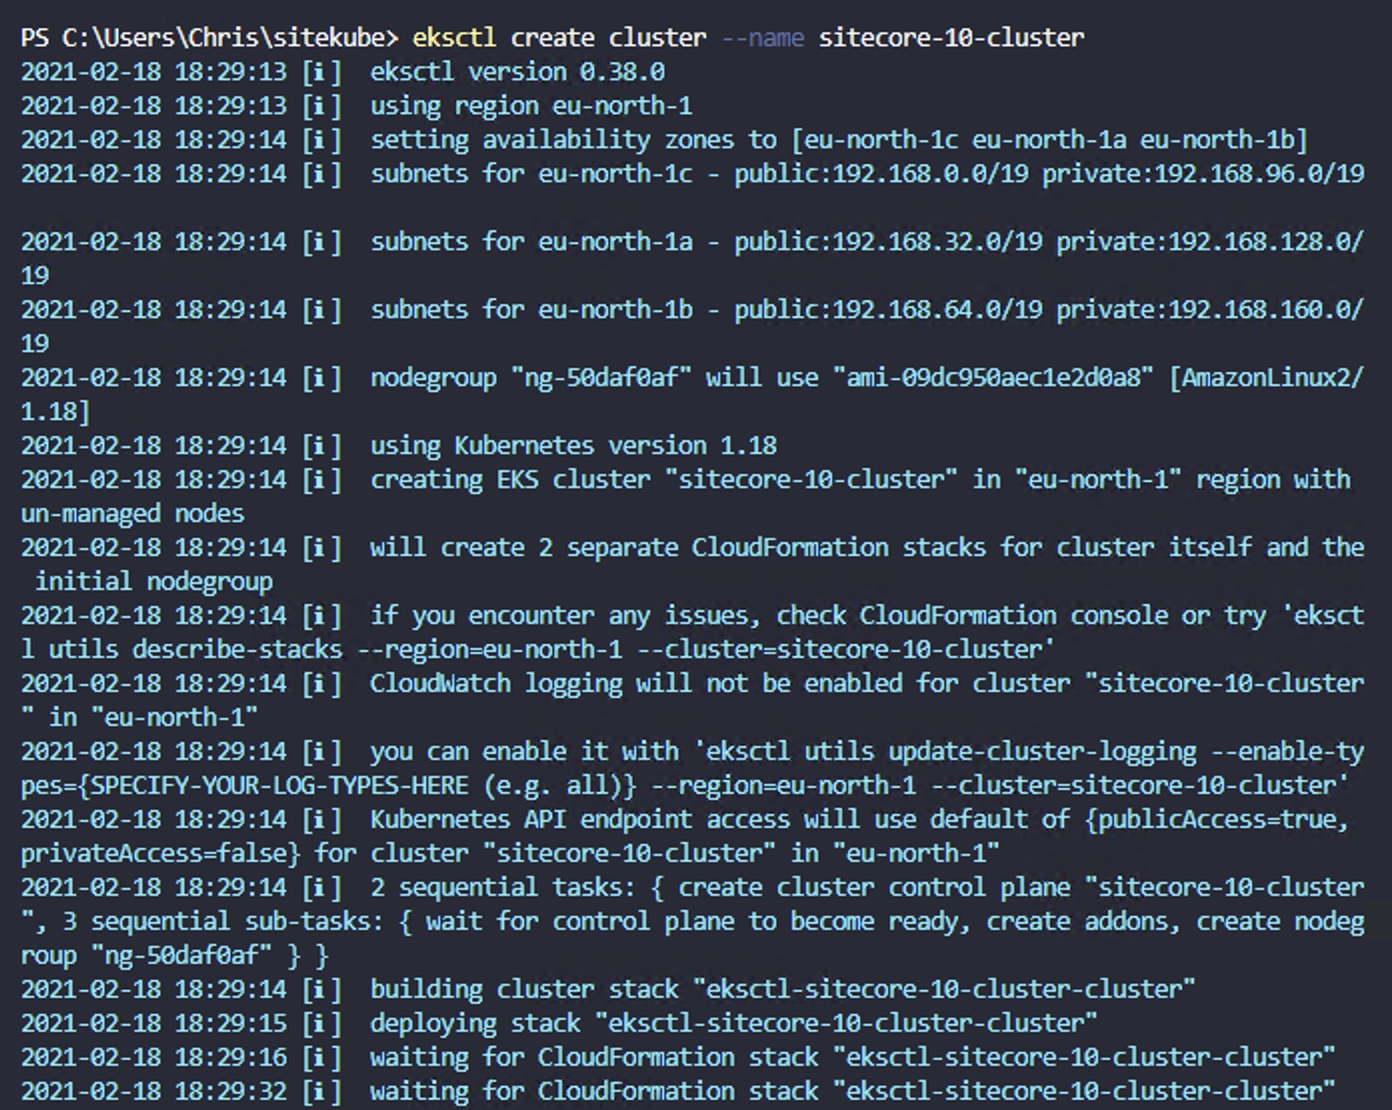 PS C:\Users\Chris\sitekube> eksctl create cluster --name sitecore-10-cluster
2021-02-18 18:29:13 [ℹ]  eksctl version 0.38.0
2021-02-18 18:29:13 [ℹ]  using region eu-north-1
2021-02-18 18:29:14 [ℹ]  setting availability zones to [eu-north-1c eu-north-1a eu-north-1b]
2021-02-18 18:29:14 [ℹ]  subnets for eu-north-1c - public:192.168.0.0/19 private:192.168.96.0/19
2021-02-18 18:29:14 [ℹ]  subnets for eu-north-1a - public:192.168.32.0/19 private:192.168.128.0/
19
2021-02-18 18:29:14 [ℹ]  subnets for eu-north-1b - public:192.168.64.0/19 private:192.168.160.0/
19
2021-02-18 18:29:14 [ℹ]  nodegroup "ng-50daf0af" will use "ami-09dc950aec1e2d0a8" [AmazonLinux2/
1.18]
2021-02-18 18:29:14 [ℹ]  using Kubernetes version 1.18
2021-02-18 18:29:14 [ℹ]  creating EKS cluster "sitecore-10-cluster" in "eu-north-1" region with
un-managed nodes
2021-02-18 18:29:14 [ℹ]  will create 2 separate CloudFormation stacks for cluster itself and the
 initial nodegroup
2021-02-18 18:29:14 [ℹ]  if you encounter any issues, check CloudFormation console or try 'eksct
l utils describe-stacks --region=eu-north-1 --cluster=sitecore-10-cluster'
2021-02-18 18:29:14 [ℹ]  CloudWatch logging will not be enabled for cluster "sitecore-10-cluster
" in "eu-north-1"
2021-02-18 18:29:14 [ℹ]  you can enable it with 'eksctl utils update-cluster-logging --enable-ty
pes={SPECIFY-YOUR-LOG-TYPES-HERE (e.g. all)} --region=eu-north-1 --cluster=sitecore-10-cluster'
2021-02-18 18:29:14 [ℹ]  Kubernetes API endpoint access will use default of {publicAccess=true,
privateAccess=false} for cluster "sitecore-10-cluster" in "eu-north-1"
2021-02-18 18:29:14 [ℹ]  2 sequential tasks: { create cluster control plane "sitecore-10-cluster
", 3 sequential sub-tasks: { wait for control plane to become ready, create addons, create nodeg
roup "ng-50daf0af" } }
2021-02-18 18:29:14 [ℹ]  building cluster stack "eksctl-sitecore-10-cluster-cluster"
2021-02-18 18:29:15 [ℹ]  deploying stack "eksctl-sitecore-10-cluster-cluster"
2021-02-18 18:29:16 [ℹ]  waiting for CloudFormation stack "eksctl-sitecore-10-cluster-cluster"
2021-02-18 18:29:32 [ℹ]  waiting for CloudFormation stack "eksctl-sitecore-10-cluster-cluster"